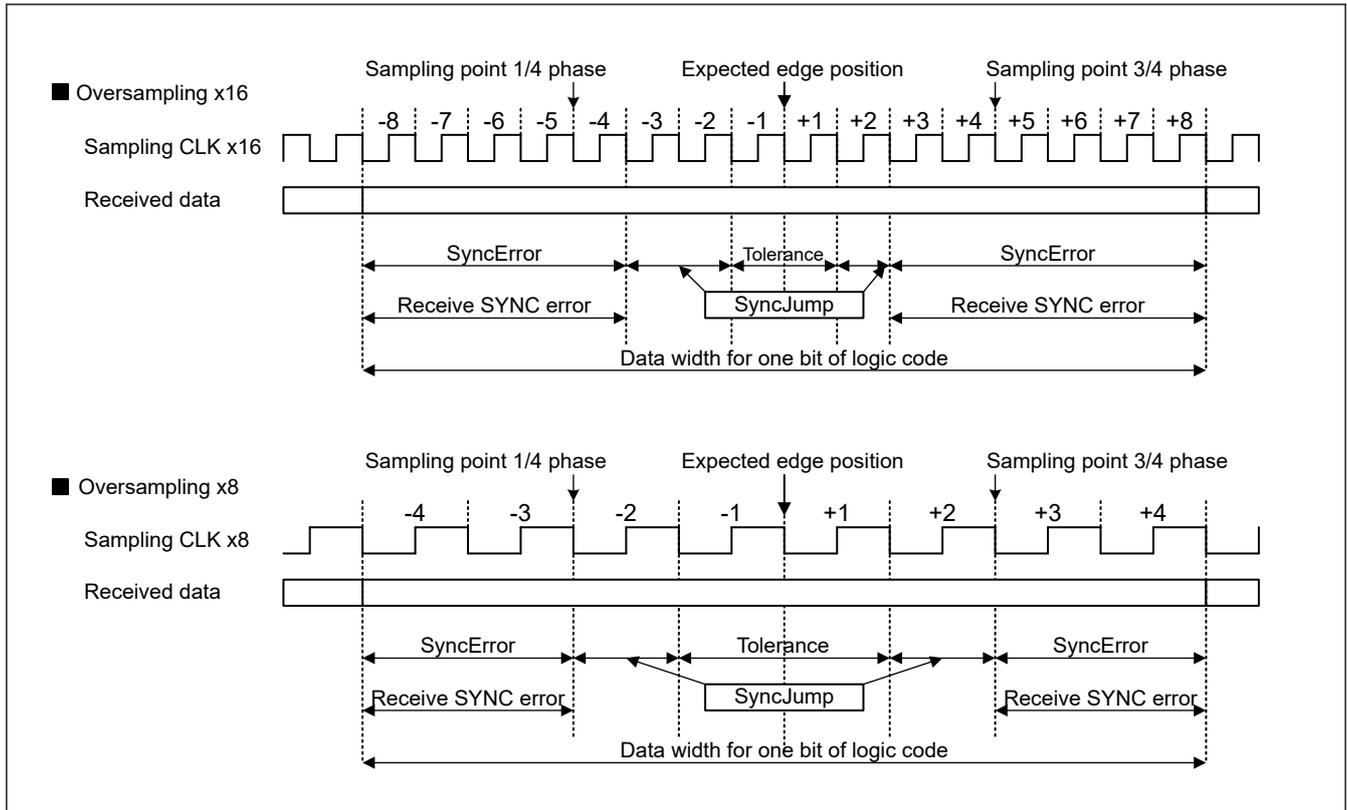 Sampling point 1/4 phase Expected edge position Sampling point 3/4 phase
■ Oversampling x16
-8 -7 -6 -5 -4 -3 -2 -1 +1 +2 +3 +4 +5 +6 +7 +8
Sampling CLK x16
Received data
SyncError Tolerance SyncError
Receive SYNC error SyncJump Receive SYNC error
Data width for one bit of logic code
Sampling point 1/4 phase Expected edge position Sampling point 3/4 phase
■ Oversampling x8
-4 -3 -2 -1 +1 +2 +3 +4
Sampling CLK x8
Received data
SyncError Tolerance SyncError
Receive SYNC error SyncJump Receive SYNC error
Data width for one bit of logic code